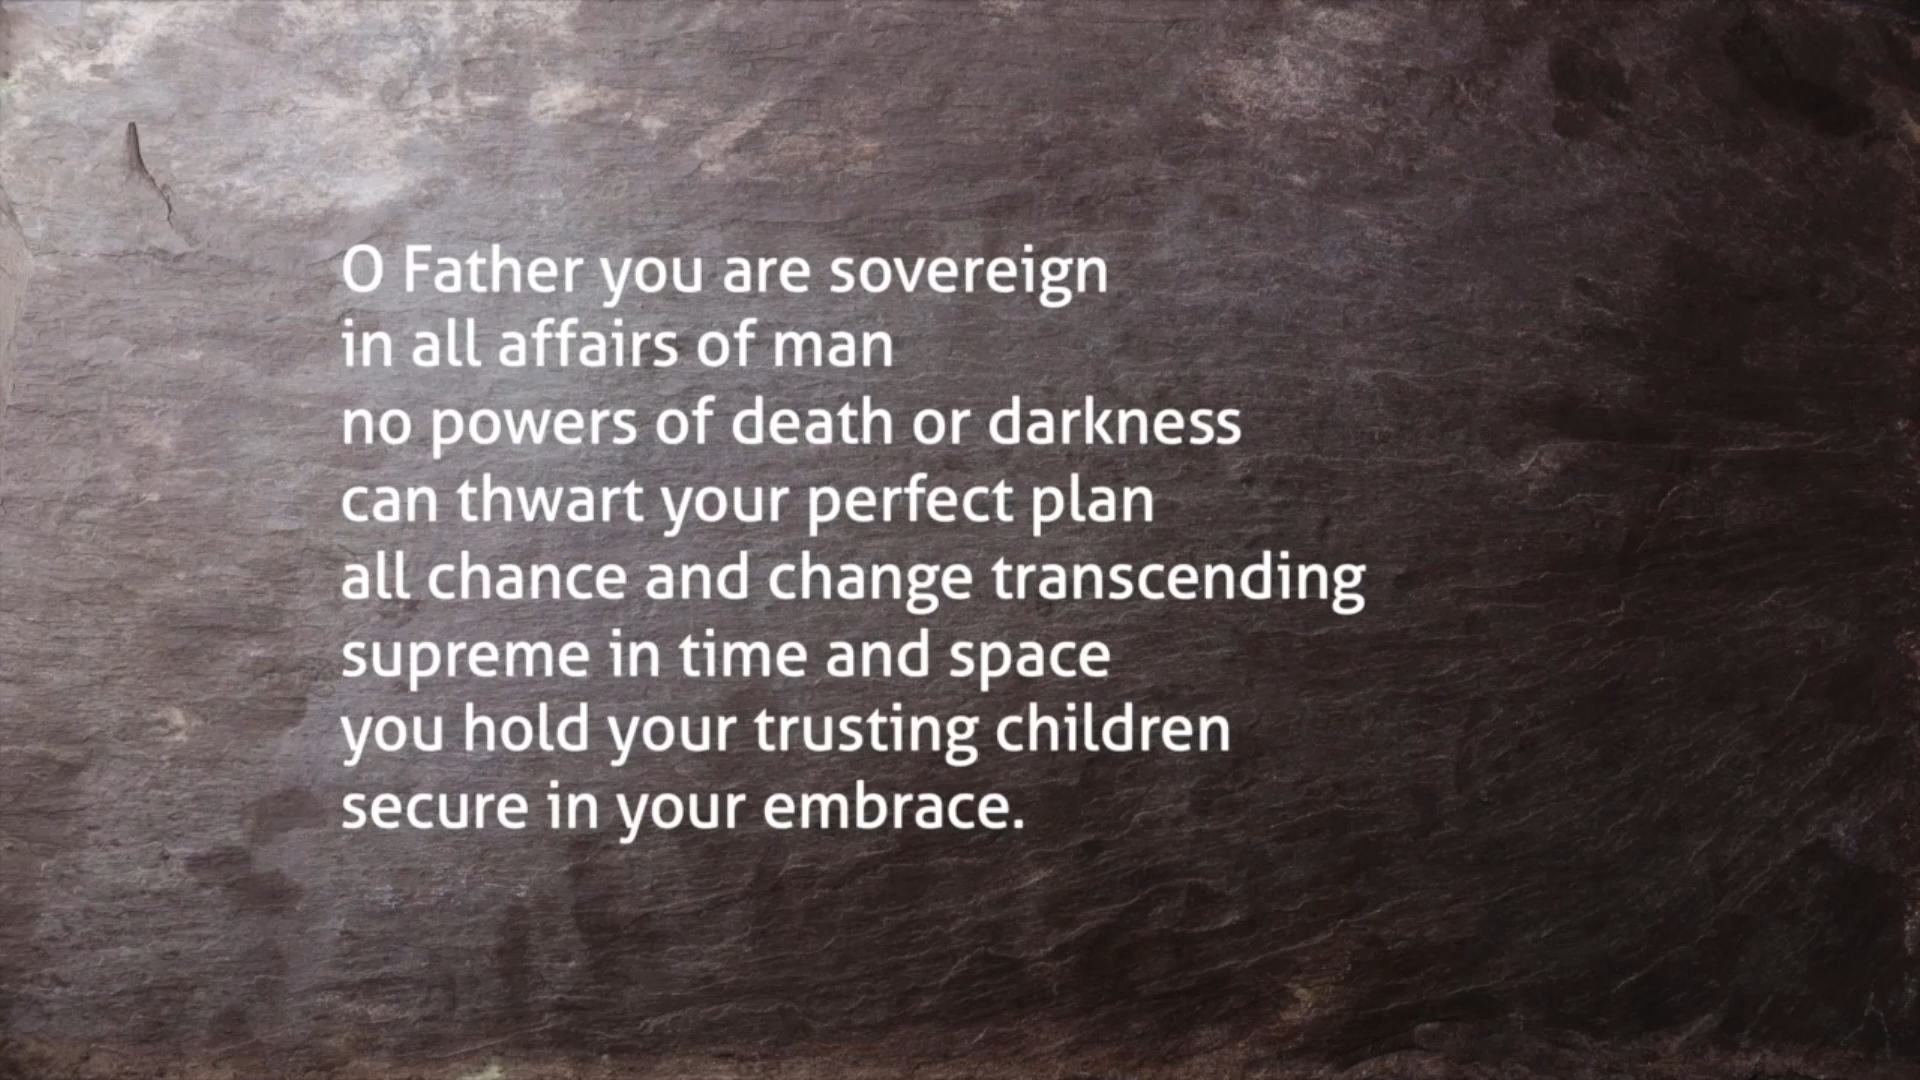 O Father you are sovereign
in all affairs of man
no powers of death or darkness
can thwart your perfect plan
all chance and change transcending
supreme in time and space
you hold your trusting children
secure in your embrace.